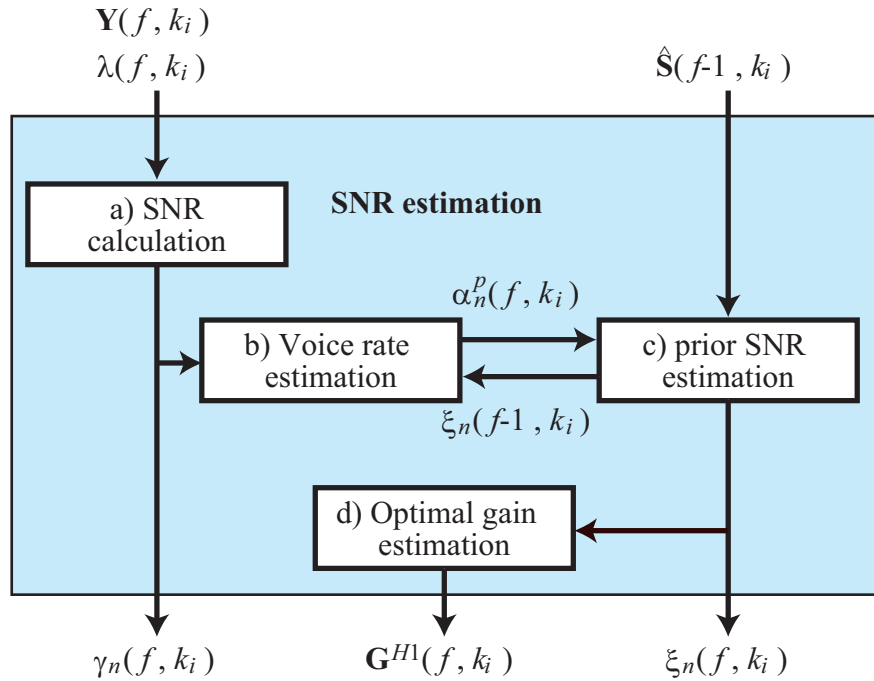 Y(f, k_i)
λ(f, k_i)
Ŝ(f-1, k_i)
a) SNR
calculation
SNR estimation
α_n^p(f, k_i)
b) Voice rate
estimation
c) prior SNR
estimation
ξ_n(f-1, k_i)
d) Optimal gain
estimation
γ_n(f, k_i)
G^{H1}(f, k_i)
ξ_n(f, k_i)